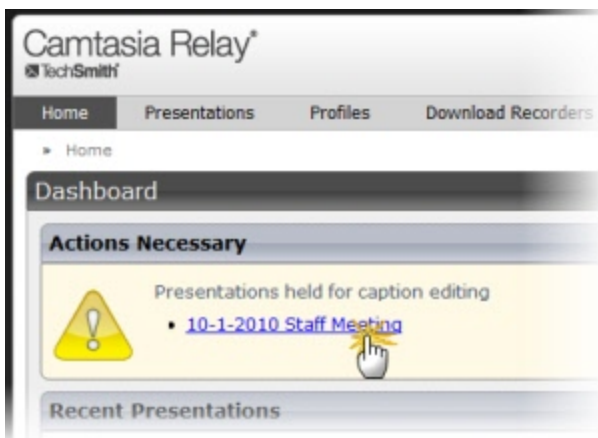 Camtasia Relay*
TechSmith
Home Presentations Profiles Download Recorders
» Home
Dashboard
Actions Necessary
Presentations held for caption editing
• 10-1-2010 Staff Meeting
Recent Presentations